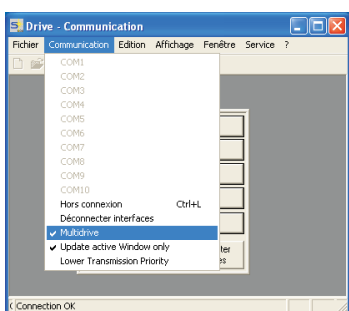 Drive - Communication
Fichier Communication Edition Affichage Fenêtre Service ?
COM1
COM2
COM3
COM4
COM5
COM6
COM7
COM8
COM9
COM10
Hors connexion Ctrl+L
Déconnecter interfaces
Multidrive
Update active Window only
Lower Transmission Priority
ter
es
Connection OK